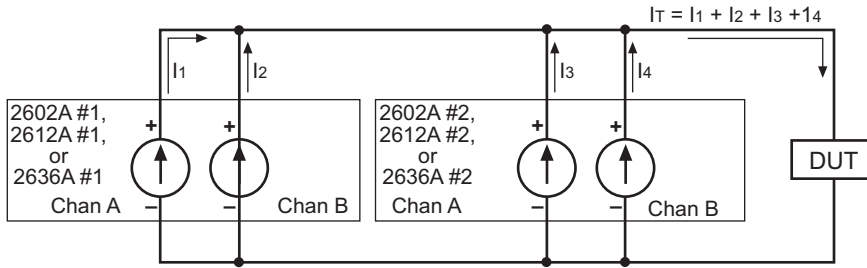 IT = I1 + I2 + I3 +14
I1
I2
I3
I4
2602A #1,
2612A #1,
or
2636A #1
Chan A
+
−
+
−
Chan B
2602A #2,
2612A #2,
or
2636A #2
Chan A
+
−
+
−
Chan B
DUT